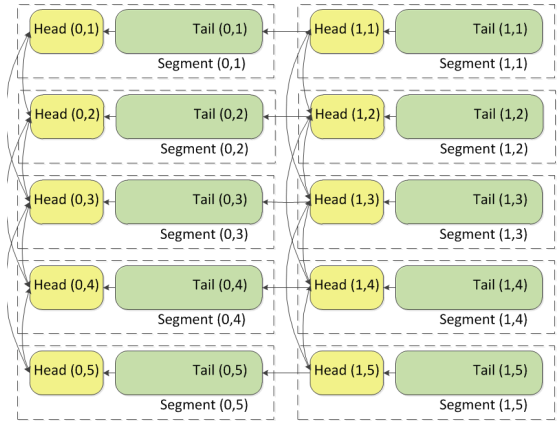 Head (0,1) Tail (0,1) Head (1,1) Tail (1,1)
Segment (0,1) Segment (1,1)
Head (0,2) Tail (0,2) Head (1,2) Tail (1,2)
Segment (0,2) Segment (1,2)
Head (0,3) Tail (0,3) Head (1,3) Tail (1,3)
Segment (0,3) Segment (1,3)
Head (0,4) Tail (0,4) Head (1,4) Tail (1,4)
Segment (0,4) Segment (1,4)
Head (0,5) Tail (0,5) Head (1,5) Tail (1,5)
Segment (0,5) Segment (1,5)